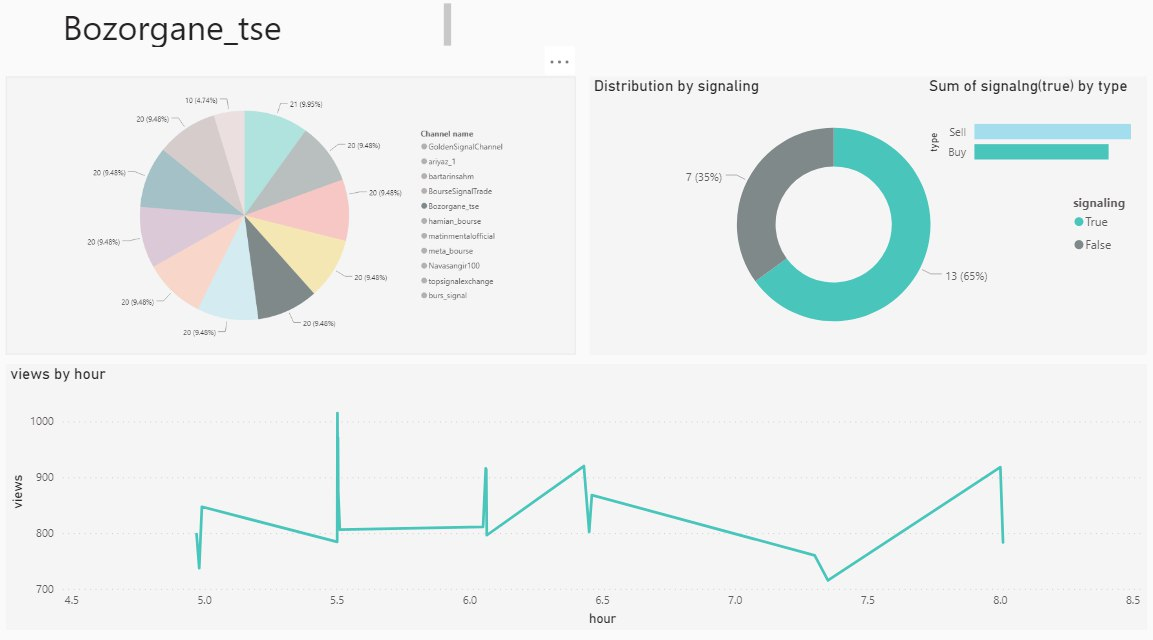 Bozorgane_tse
...
10 (4.74%)
21 (9.95%)
20 (9.48%)
20 (9.48%)
20 (9.48%)
20 (9.48%)
20 (9.48%)
20 (9.48%)
20 (9.48%)
20 (9.48%)
20 (9.48%)
Channel name
GoldenSignalChannel
ariyaz_1
bartarinsahm
BourseSignalTrade
Bozorgane_tse
hamian_bourse
matinmentalofficial
meta_bourse
Navasangir100
topsignalexchange
burs_signal
Distribution by signaling
7 (35%)
13 (65%)
Sum of signalng(true) by type
type
Sell
Buy
signaling
True
False
views by hour
views
1000
900
800
700
4.5 5.0 5.5 6.0 6.5 7.0 7.5 8.0 8.5
hour